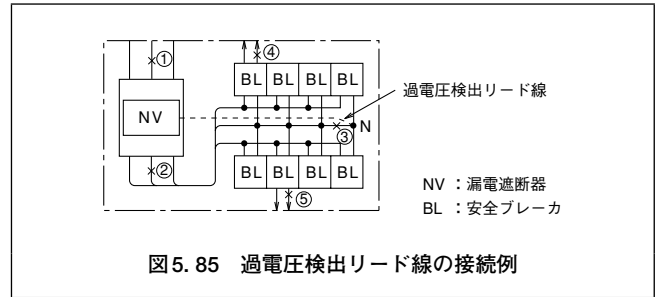 ① ④
BL BL BL BL
過電圧検出リード線
NV
N
③
②
BL BL BL BL
⑤
NV ：漏電遮断器
BL ：安全ブレーカ
図5. 85 過電圧検出リード線の接続例